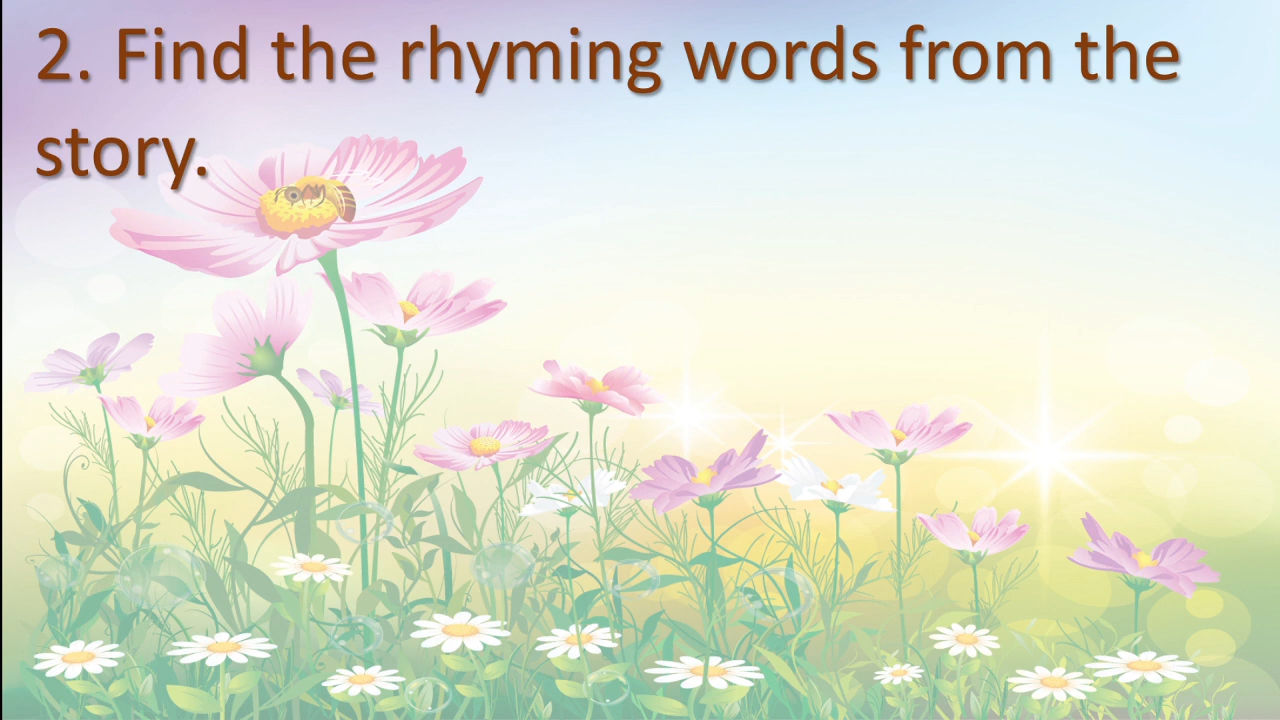 2. Find the rhyming words from the
story.